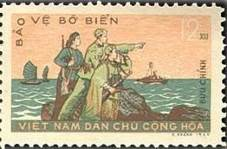 BẢO VỆ BỜ BIỂN
12 XU
BƯU CHÍNH
VIỆT NAM DÂN CHỦ CỘNG HÒA